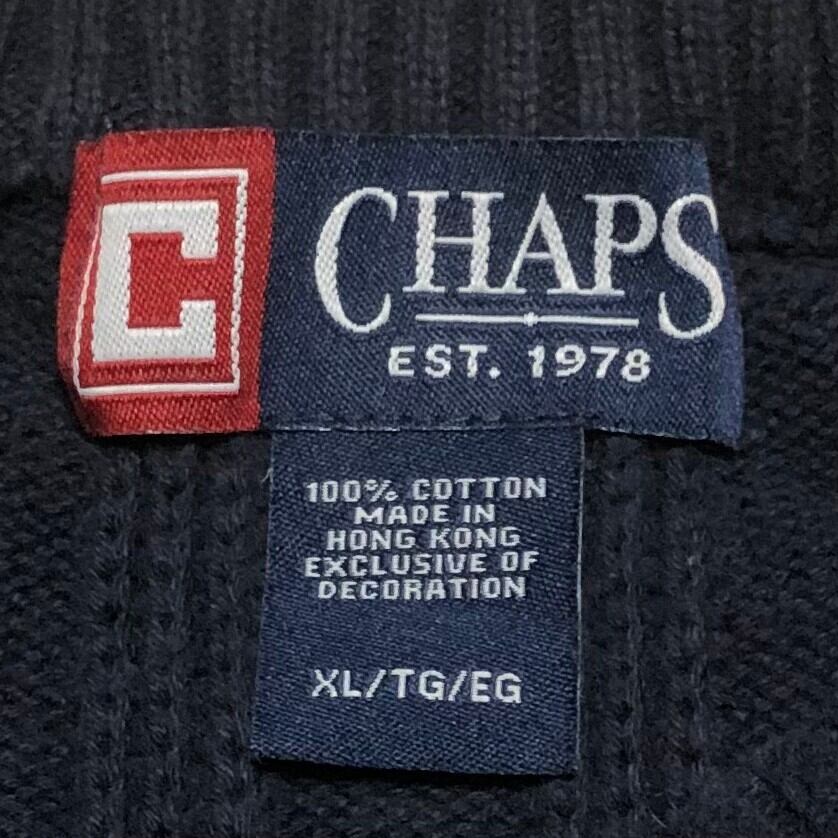 C
CHAPS
EST. 1978
100% COTTON
MADE IN
HONG KONG
EXCLUSIVE OF
DECORATION
XL/TG/EG